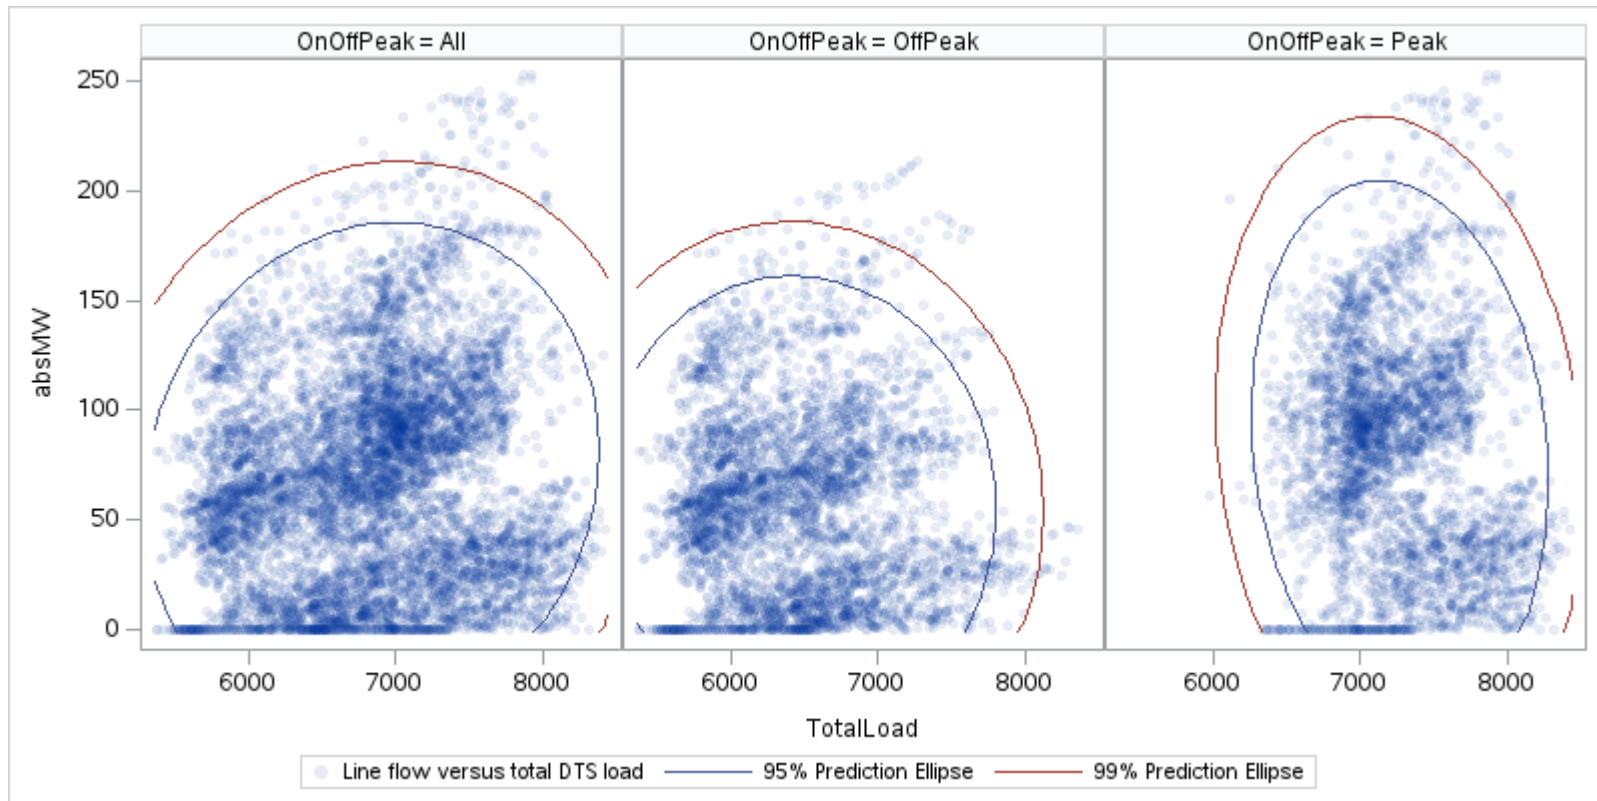 OnOffPeak = All
OnOffPeak = OffPeak
OnOffPeak = Peak
absMW
250
200
150
100
50
0
6000 7000 8000
6000 7000 8000
6000 7000 8000
TotalLoad
Line flow versus total DTS load
95% Prediction Ellipse
99% Prediction Ellipse